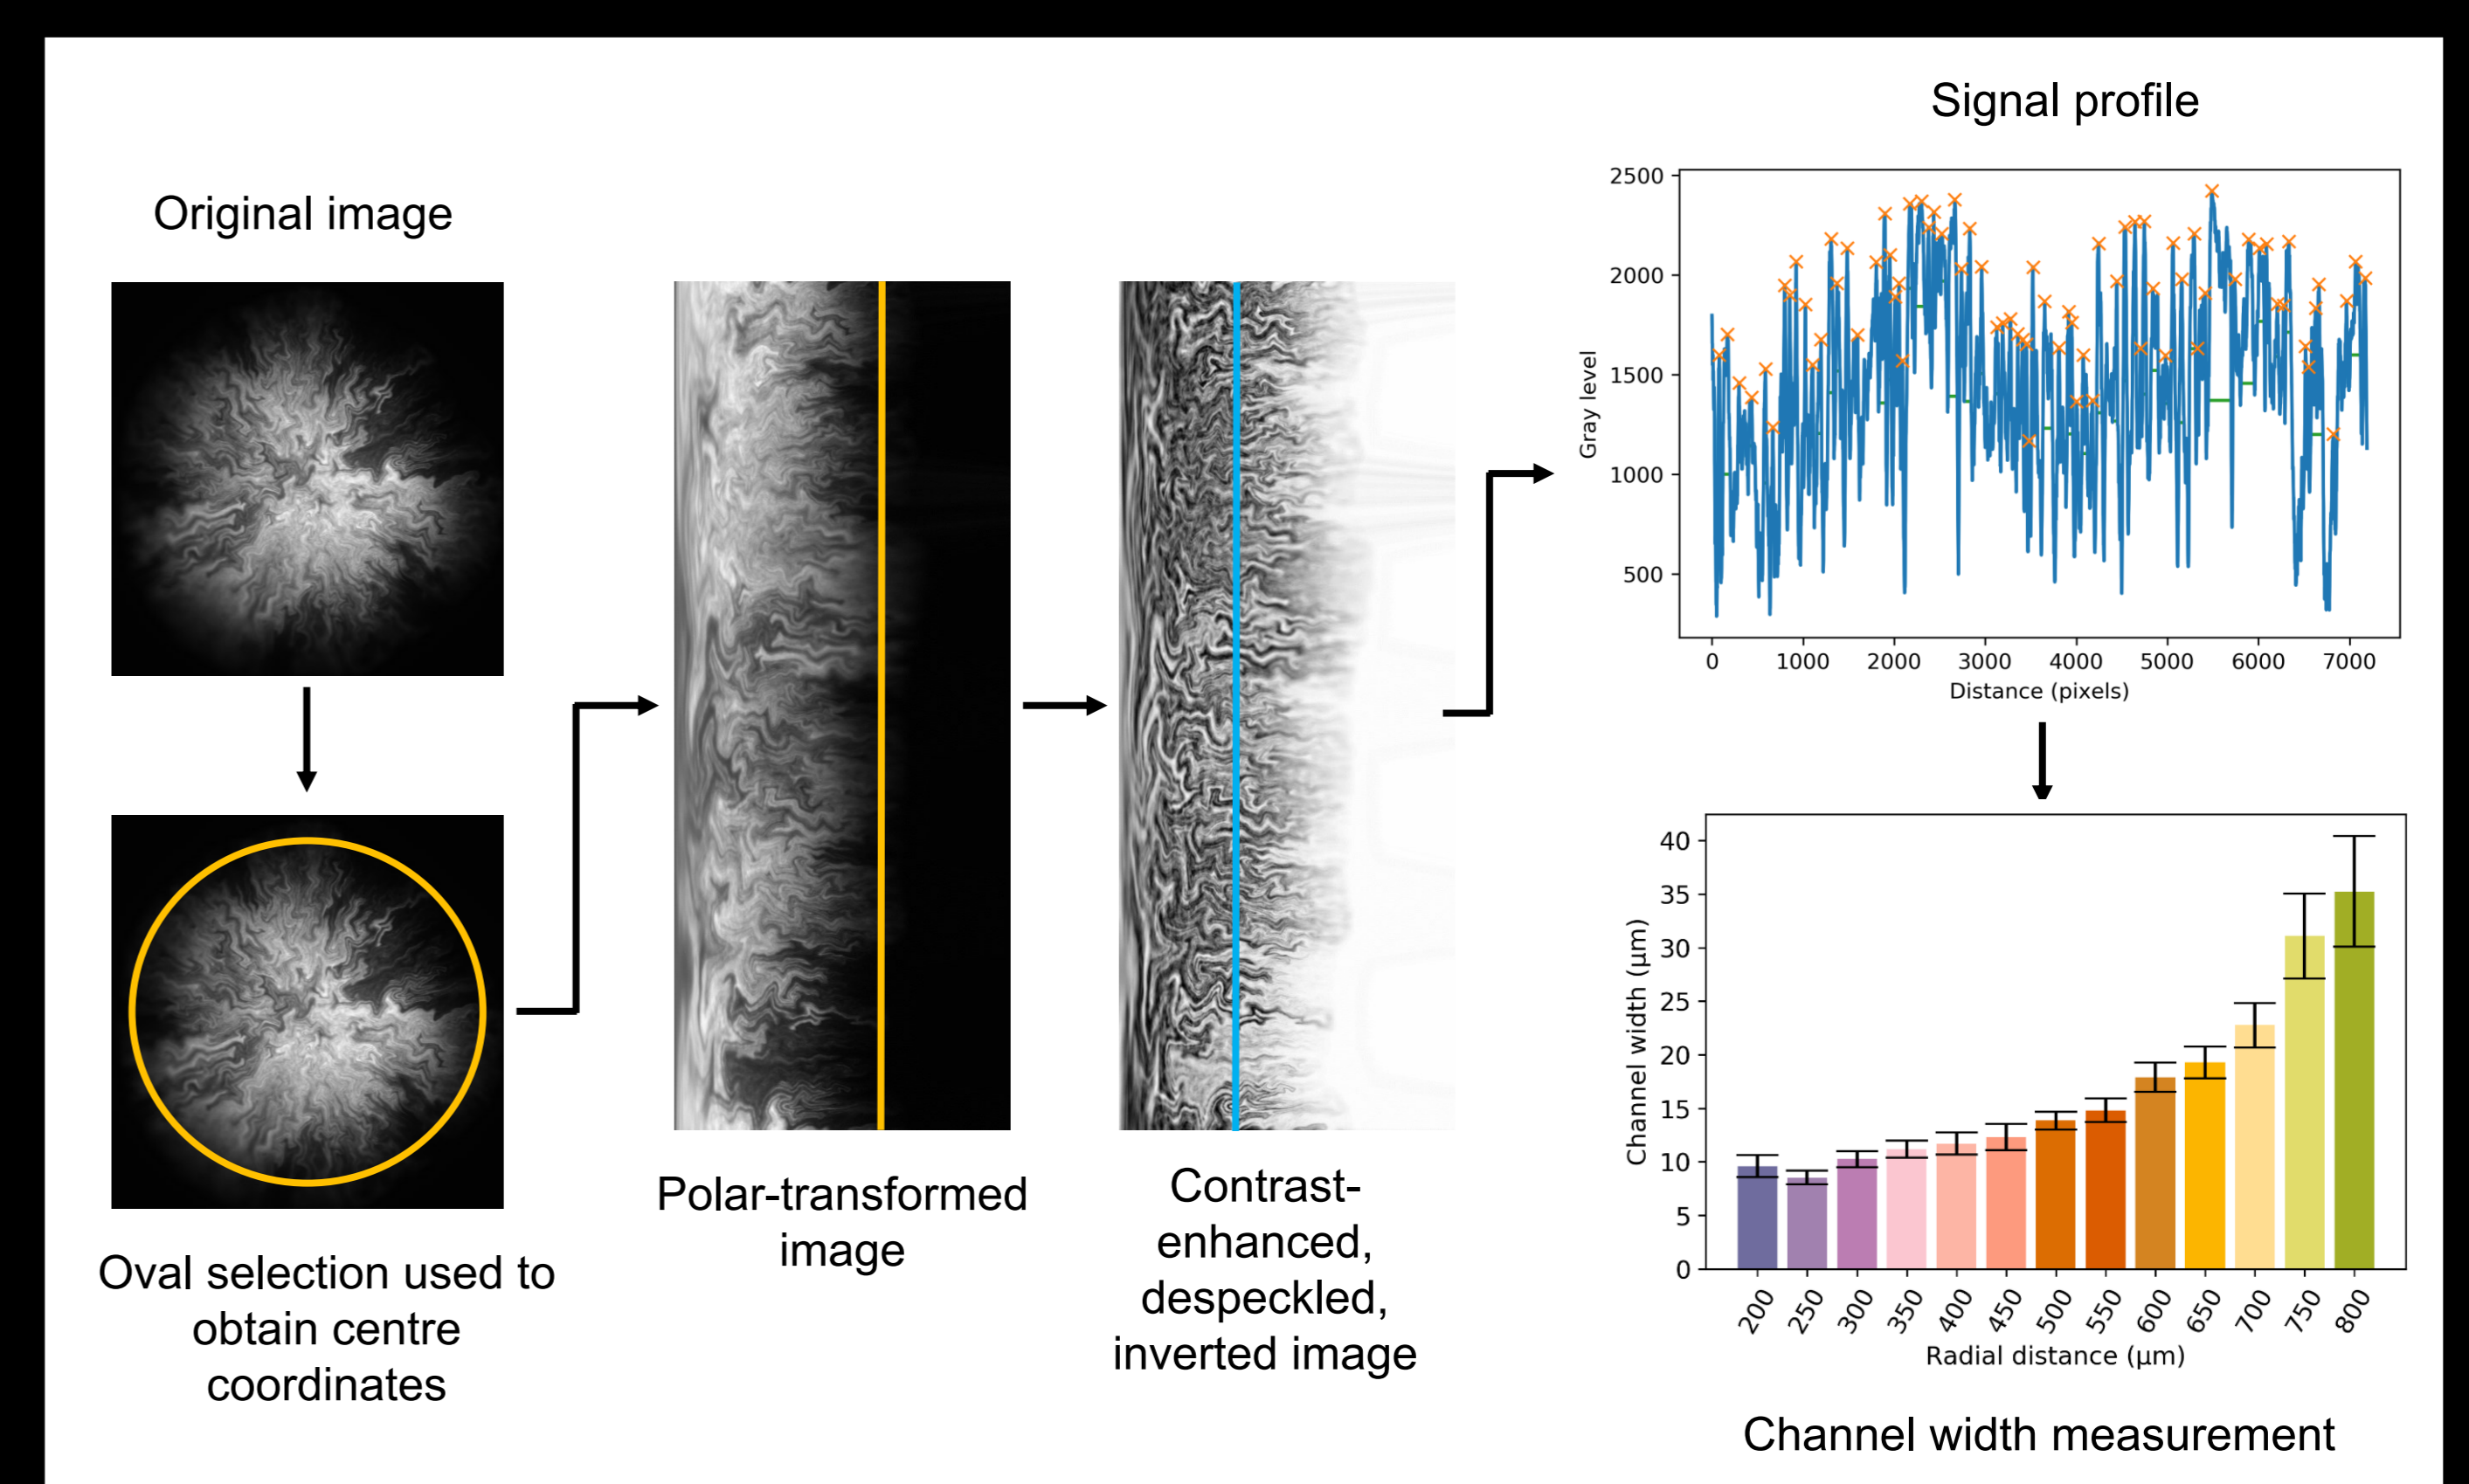 Original image
Oval selection used to
obtain centre
coordinates
Polar-transformed
image
Contrast-
enhanced,
despeckled,
inverted image
Signal profile
Gray level
2500
2000
1500
1000
500
0 1000 2000 3000 4000 5000 6000 7000
Distance (pixels)
Channel width (μm)
40
35
30
25
20
15
10
5
0
200 250 300 350 400 450 500 550 600 650 700 750 800
Radial distance (μm)
Channel width measurement